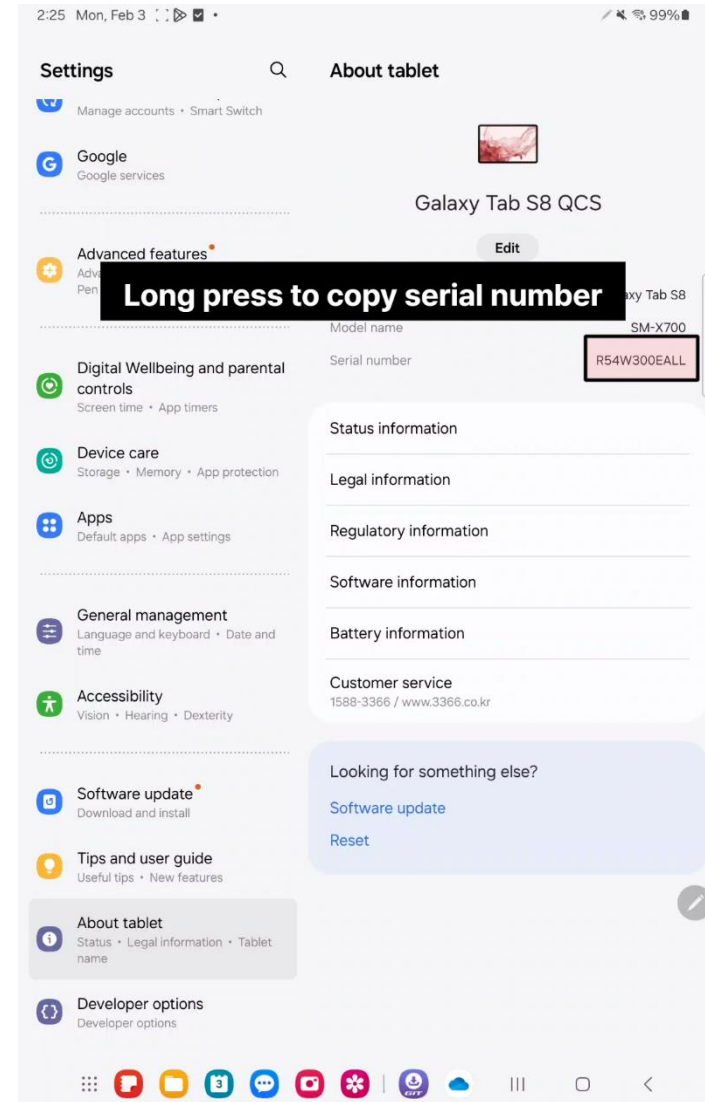 2:25 Mon, Feb 3
99%
Settings
Manage accounts • Smart Switch
Google
Google services
Advanced features
Pen
Digital Wellbeing and parental
controls
Screen time • App timers
Device care
Storage • Memory • App protection
Apps
Default apps • App settings
General management
Language and keyboard • Date and
time
Accessibility
Vision • Hearing • Dexterity
Software update
Download and install
Tips and user guide
Useful tips • New features
About tablet
Status • Legal information • Tablet
name
Developer options
Developer options
About tablet
Galaxy Tab S8 QCS
Edit
Long press to copy serial number
Tab S8
Model name SM-X700
Serial number R54W300EALL
Status information
Legal information
Regulatory information
Software information
Battery information
Customer service
1588-3366 / www.3366.co.kr
Looking for something else?
Software update
Reset
3
GIT